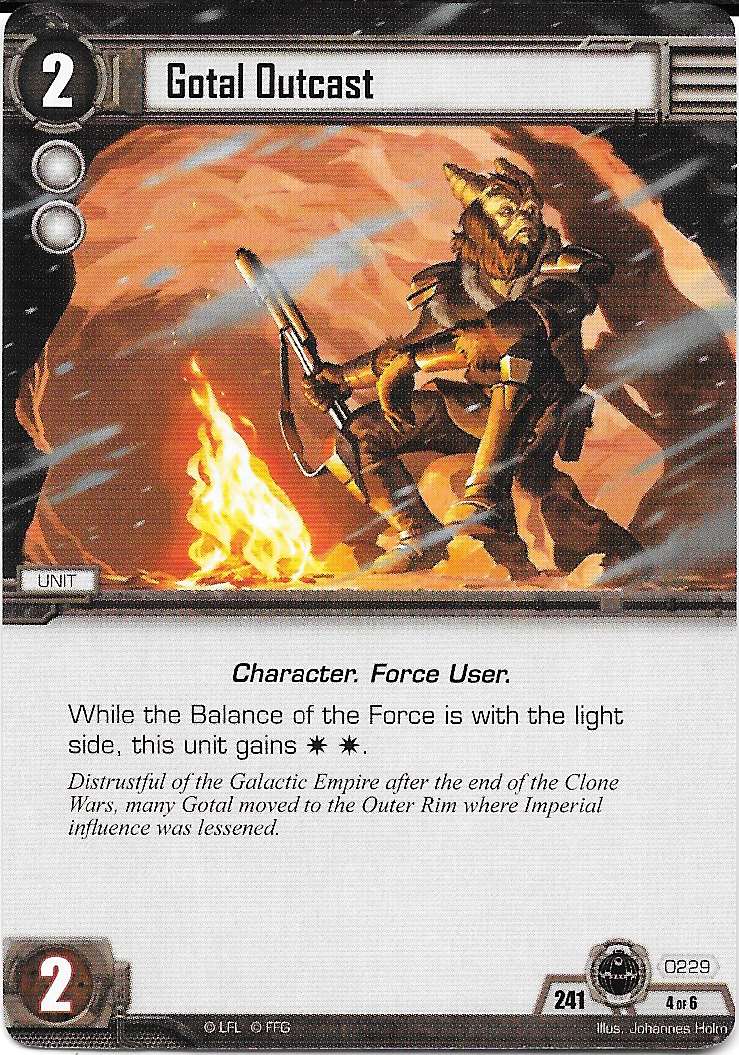 2
Gotal Outcast
UNIT
Character. Force User.
While the Balance of the Force is with the light
side, this unit gains ✷ ✷.
Distrustful of the Galactic Empire after the end of the Clone
Wars, many Gotal moved to the Outer Rim where Imperial
influence was lessened.
2
0229
241
4 OF 6
© LFL © FFG
Illus. Johannes Holm